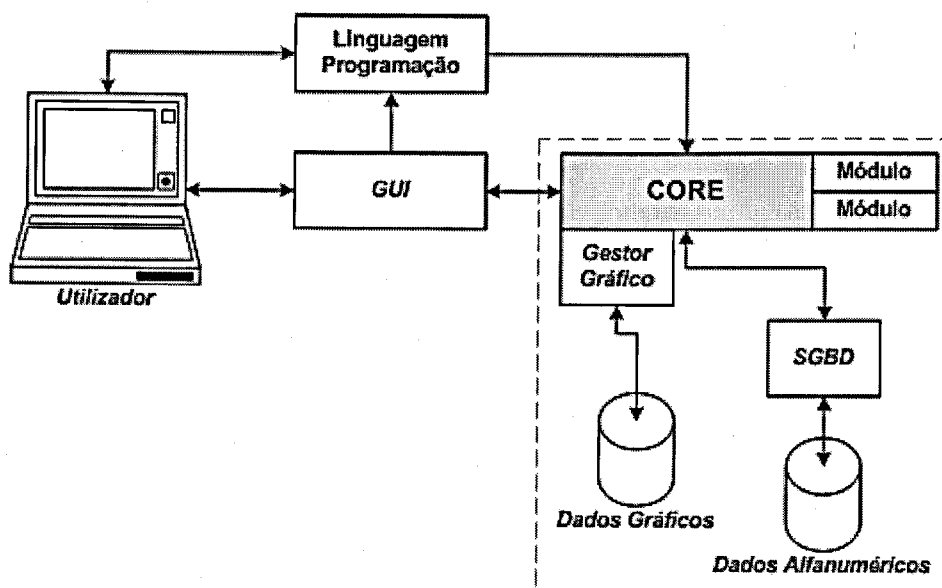 Linguagem
Programação
GUI
CORE
Módulo
Módulo
Gestor
Gráfico
Utilizador
SGBD
Dados Gráficos
Dados Alfanuméricos